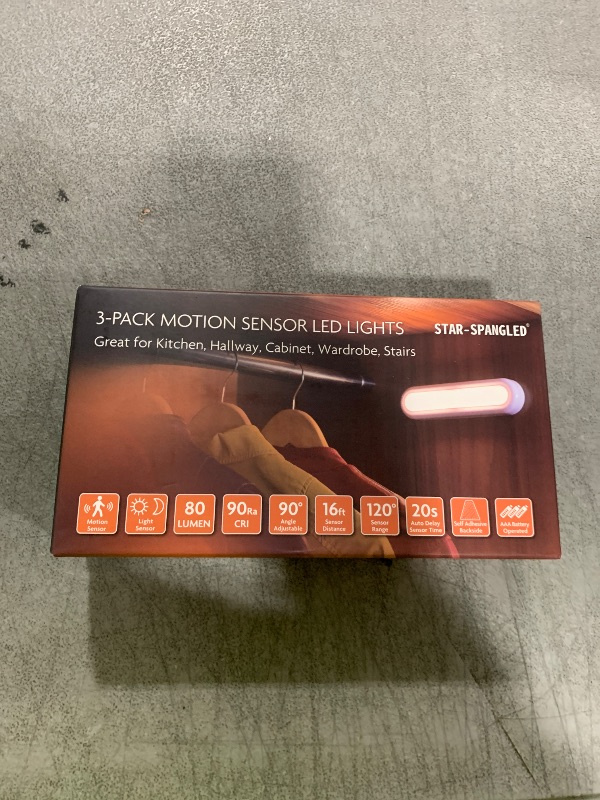 3-PACK MOTION SENSOR LED LIGHTS STAR-SPANGLED®
Great for Kitchen, Hallway, Cabinet, Wardrobe, Stairs
Motion
Sensor
Light
Sensor
80
LUMEN
90Ra
CRI
90°
Angle
Adjustable
16ft
Sensor
Distance
120°
Sensor
Range
20s
Auto Delay
Sensor Time
Self Adhesive
Backside
AAA Battery
Operated